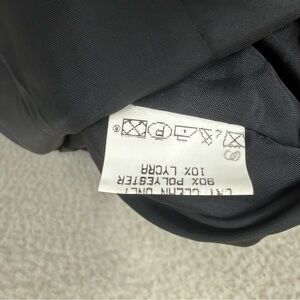 CLEAN ONLY
90% POLYESTER
10% LYCRA
P